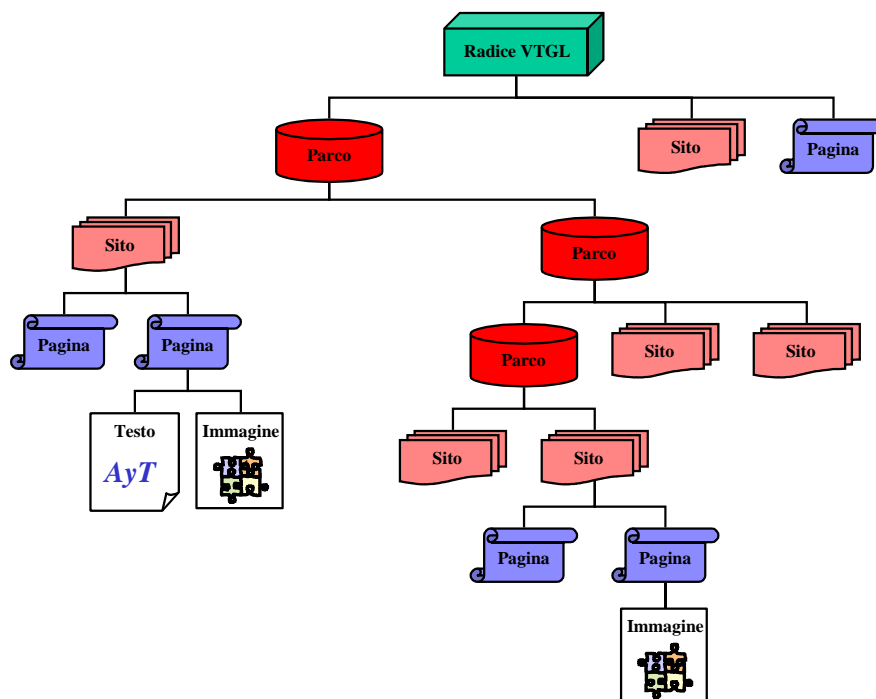 Radice VTGL
Parco
Sito
Pagina
Sito
Parco
Pagina
Pagina
Parco
Sito
Sito
Testo
Immagine
AyT
Sito
Sito
Pagina
Pagina
Immagine